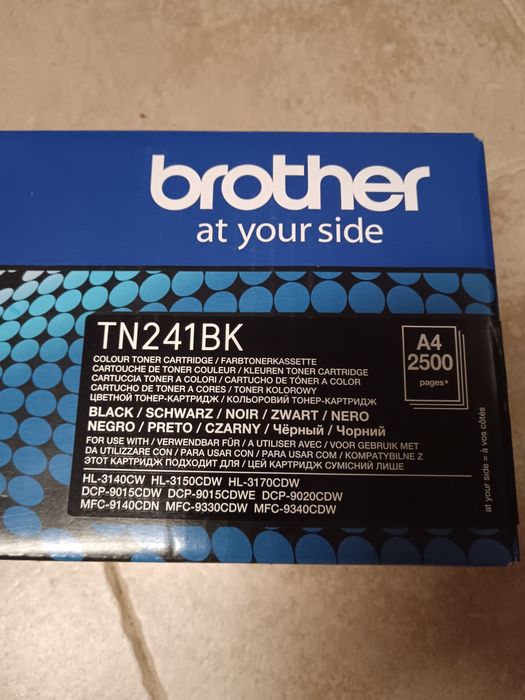 brother
at your side
TN241BK
COLOUR TONER CARTRIDGE / FARBTONERKASSETTE
CARTOUCHE DE TONER COULEUR / KLEUREN TONER CARTRIDGE
CARTUCCIA TONER A COLORI / CARTUCHO DE TÓNER A COLOR
CARTUCHO DE TONER A CORES / TONER KOLOROWY
ЦВЕТНОЙ ТОНЕР-КАРТРИДЖ / КОЛЬОРОВИЙ ТОНЕР-КАРТРИДЖ
BLACK / SCHWARZ / NOIR / ZWART / NERO
NEGRO / PRETO / CZARNY / Чёрный / Чорний
FOR USE WITH / VERWENDBAR FÜR / A UTILISER AVEC / VOOR GEBRUIK MET
DA UTILIZZARE CON / PARA USAR CON / PARA USAR COM / KOMPATYBILNE Z
ЭТОТ КАРТРИДЖ ПОДХОДИТ ДЛЯ / ЦЕЙ КАРТРИДЖ СУМІСНИЙ ЛИШЕ
HL-3140CW HL-3150CDW HL-3170CDW
DCP-9015CDW DCP-9015CDWE DCP-9020CDW
MFC-9140CDN MFC-9330CDW MFC-9340CDW
A4
2500
pages*
at your side = à vos côtés